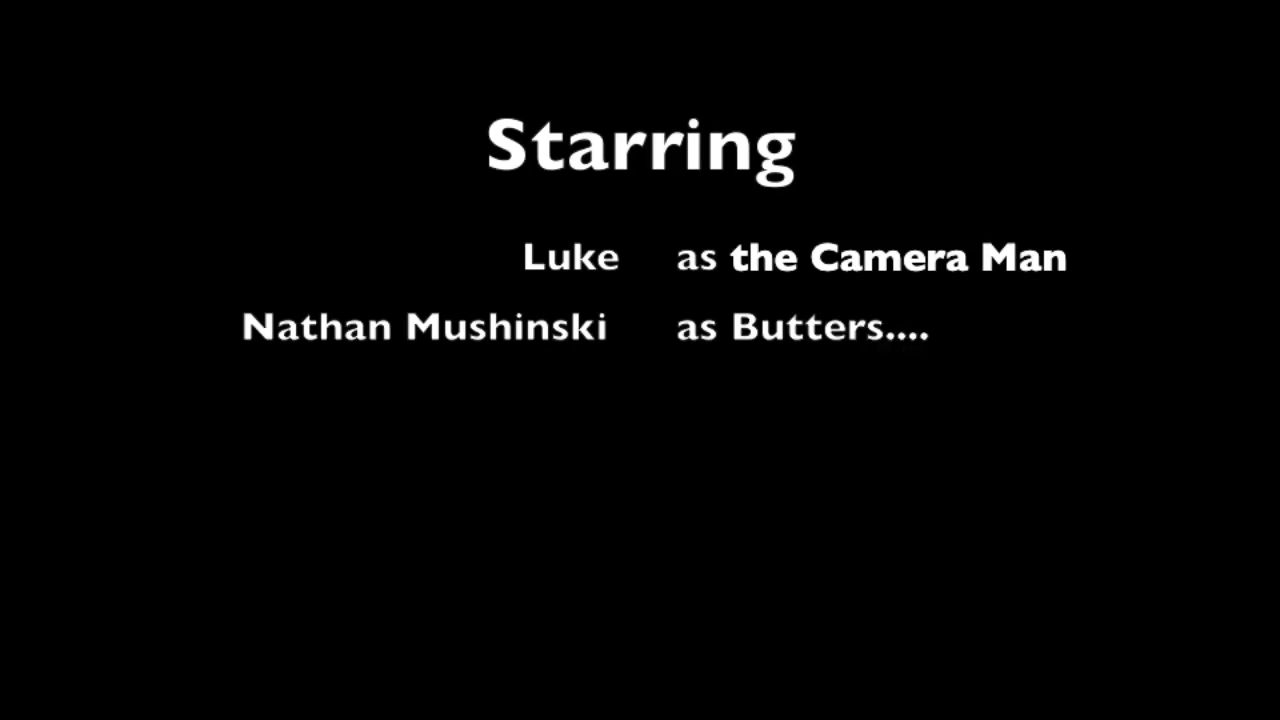 Starring
Luke as the Camera Man
Nathan Mushinski as Butters....